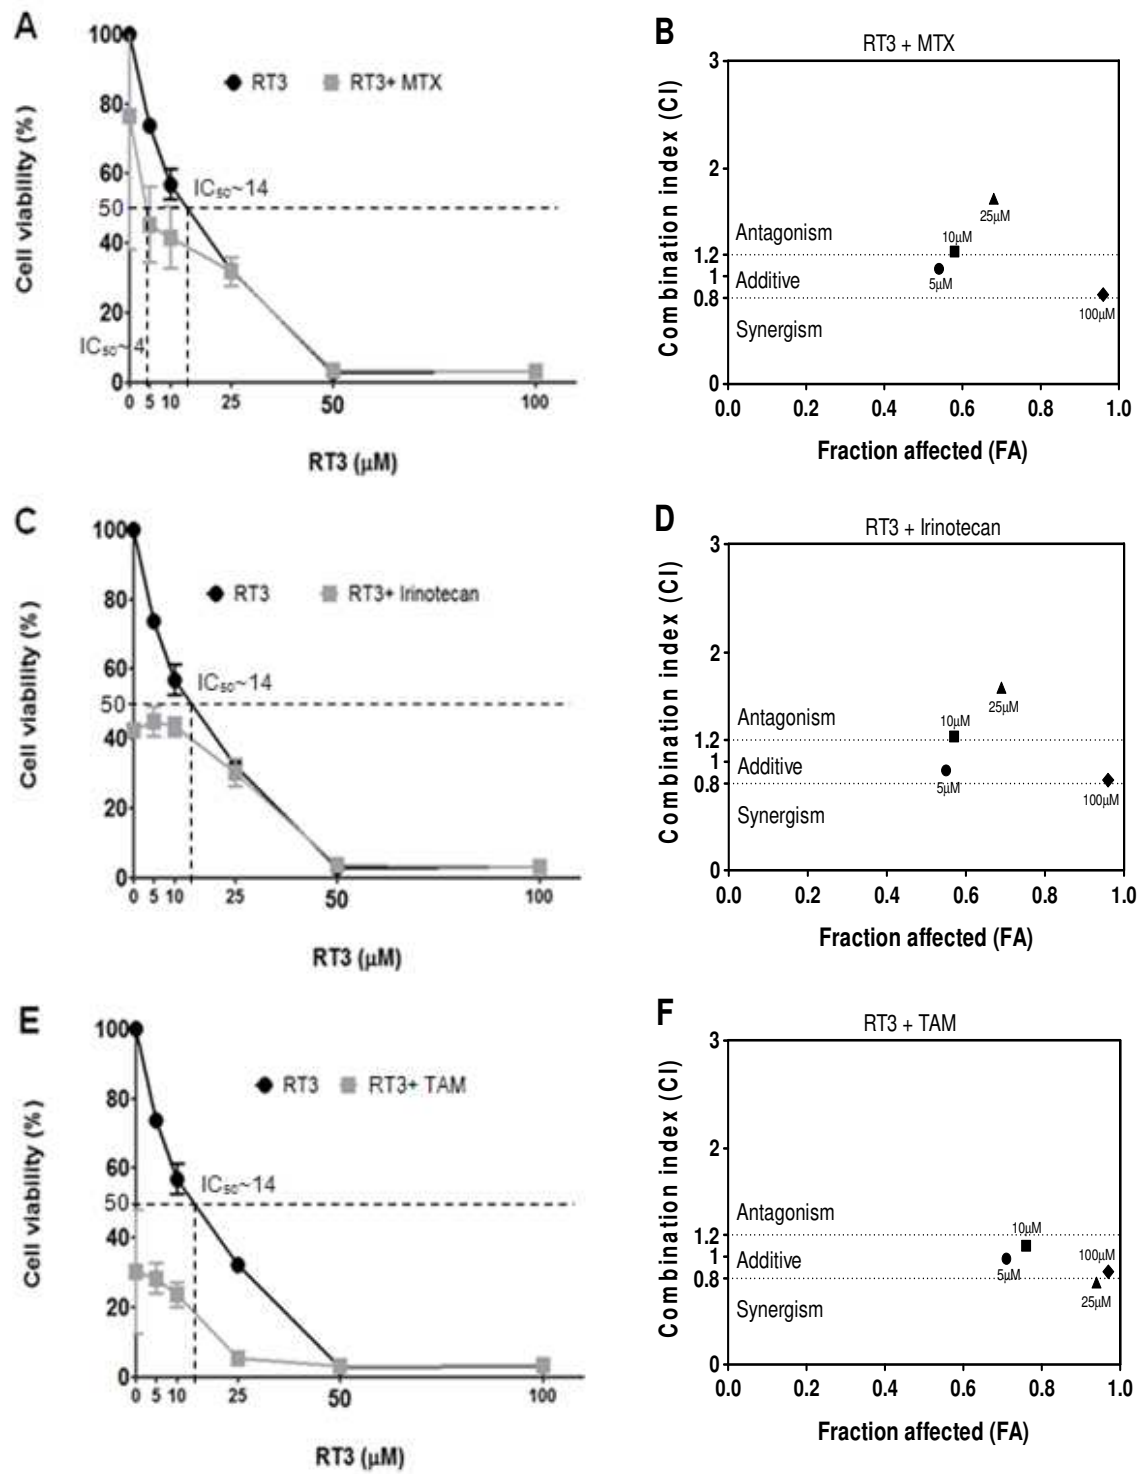 A
100
80
60
50
40
20
0
Cell viability (%)
RT3
RT3+ MTX
IC₅₀~14
IC₅₀~4
0 5 10 25 50 100
RT3 (μM)
B
RT3 + MTX
3
2
1.2
1
0.8
0
Combination index (CI)
Antagonism
Additive
Synergism
25μM
10μM
5μM
100μM
0.0 0.2 0.4 0.6 0.8 1.0
Fraction affected (FA)
C
100
80
60
50
40
20
0
Cell viability (%)
RT3
RT3+ Irinotecan
IC₅₀~14
0 5 10 25 50 100
RT3 (μM)
D
RT3 + Irinotecan
3
2
1.2
1
0.8
0
Combination index (CI)
Antagonism
Additive
Synergism
25μM
10μM
5μM
100μM
0.0 0.2 0.4 0.6 0.8 1.0
Fraction affected (FA)
E
100
80
60
50
40
20
0
Cell viability (%)
RT3
RT3+ TAM
IC₅₀~14
0 5 10 25 50 100
RT3 (μM)
F
RT3 + TAM
3
2
1.2
1
0.8
0
Combination index (CI)
Antagonism
Additive
Synergism
10μM
5μM
100μM
25μM
0.0 0.2 0.4 0.6 0.8 1.0
Fraction affected (FA)